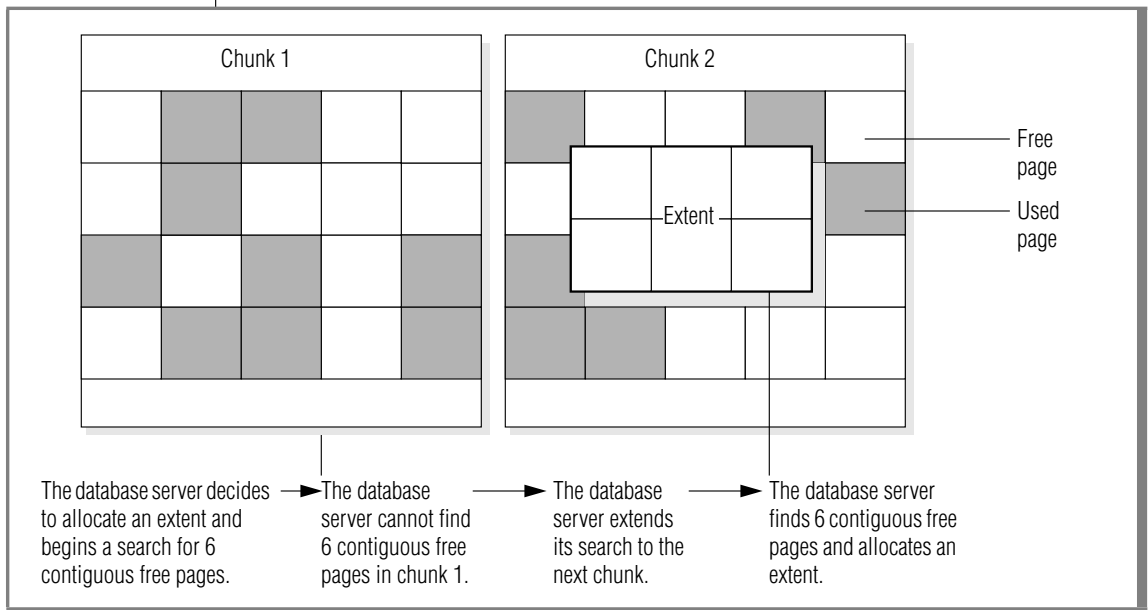 Chunk 1
Chunk 2
Free
page
Used
page
Extent
The database server decides
to allocate an extent and
begins a search for 6
contiguous free pages.
The database
server cannot find
6 contiguous free
pages in chunk 1.
The database
server extends
its search to the
next chunk.
The database server
finds 6 contiguous free
pages and allocates an
extent.